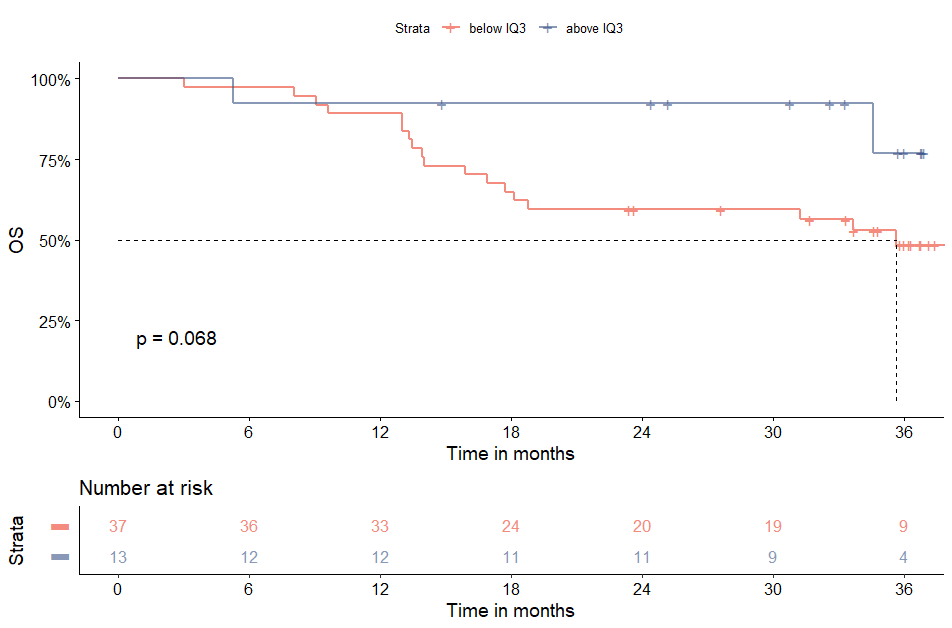 Strata below IQ3 above IQ3
100%
75%
50%
25%
0%
OS
p = 0.068
0 6 12 18 24 30 36
Time in months
Number at risk
Strata
37 36 33 24 20 19 9
13 12 12 11 11 9 4
0 6 12 18 24 30 36
Time in months